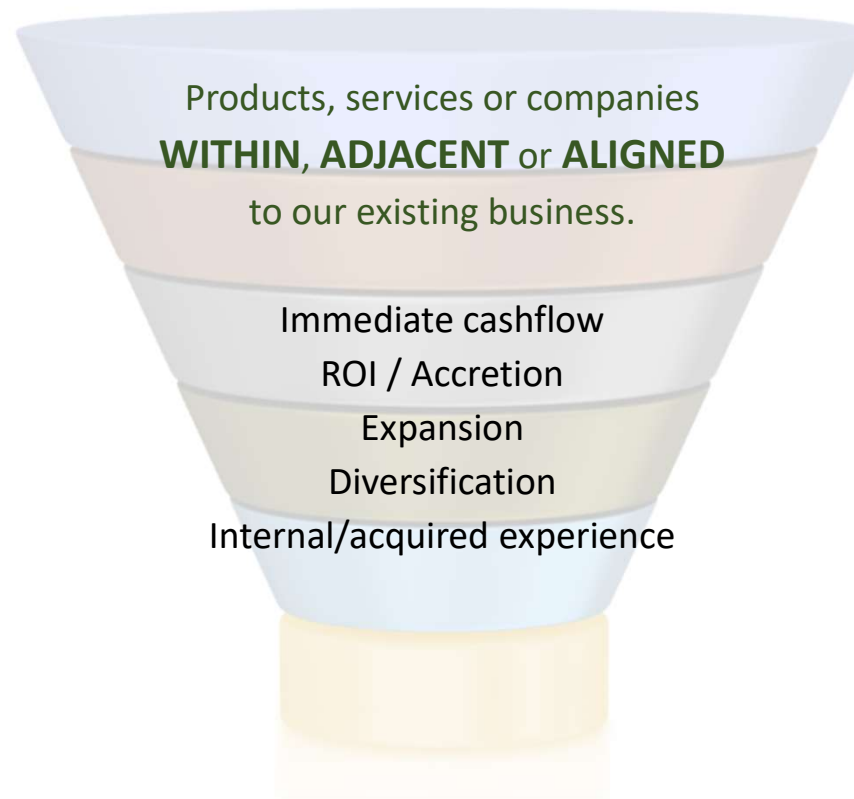 Products, services or companies
WITHIN, ADJACENT or ALIGNED
to our existing business.
Immediate cashflow
ROI / Accretion
Expansion
Diversification
Internal/acquired experience